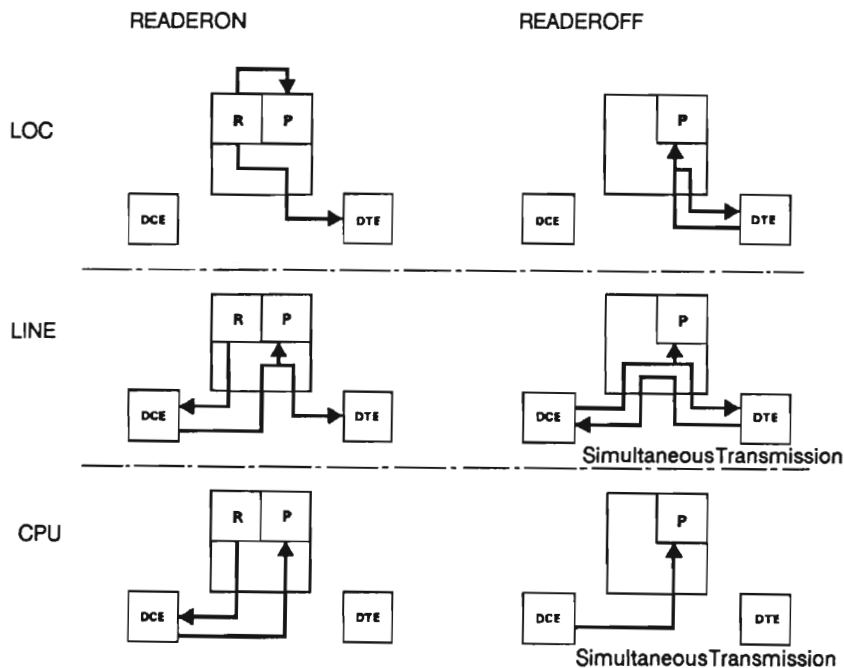 READERON READEROFF
LOC
R P
P
DCE DTE
DCE DTE
LINE
R P
P
DCE DTE
DCE DTE
SimultaneousTransmission
CPU
R P
P
DCE DTE
DCE DTE
SimultaneousTransmission